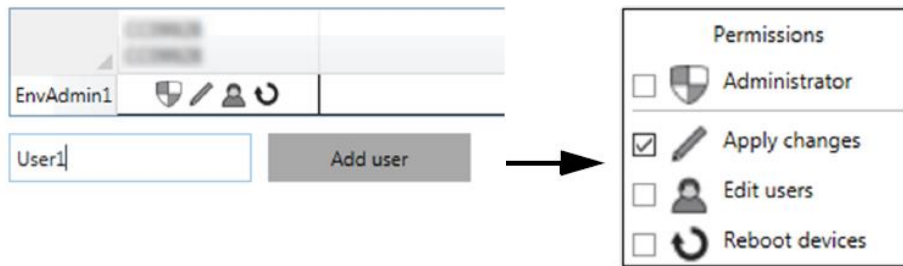 EnvAdmin1
User1
Add user
Permissions
Administrator
Apply changes
Edit users
Reboot devices